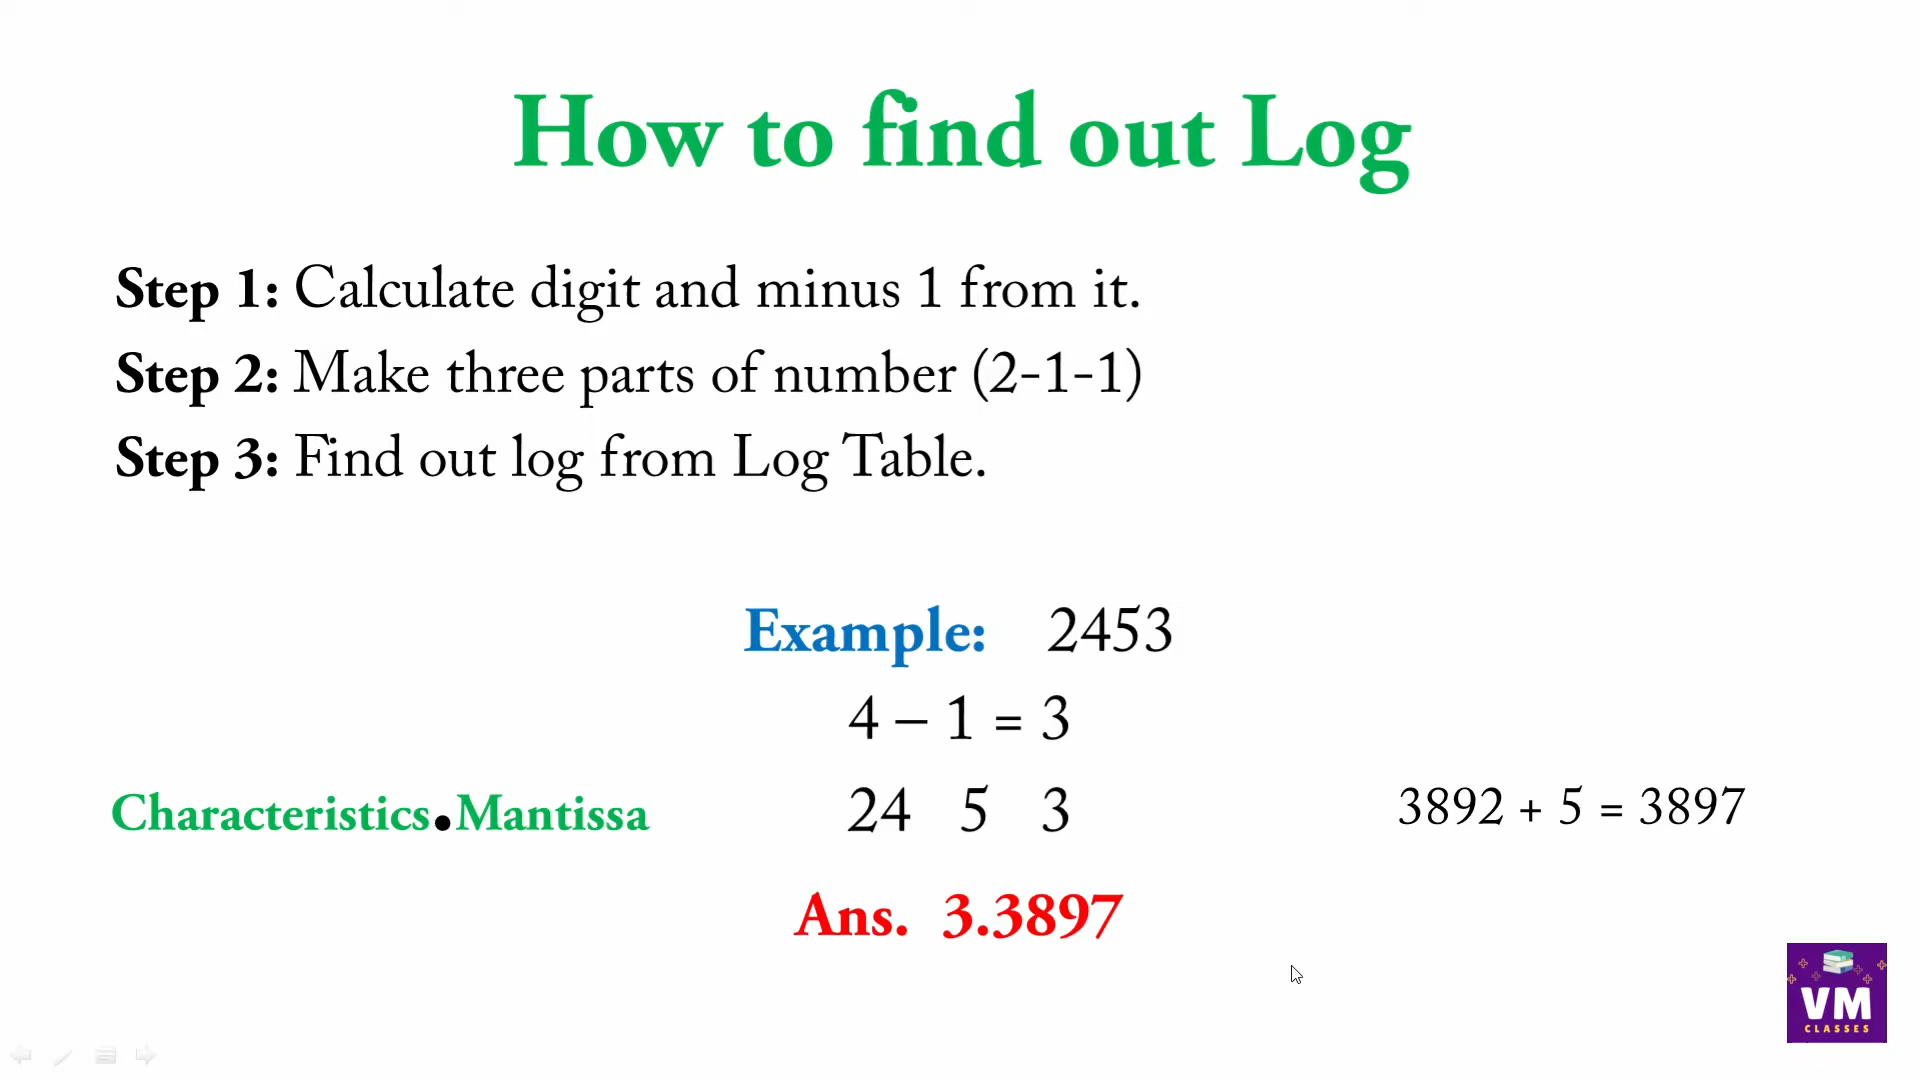 How to find out Log
Step 1: Calculate digit and minus 1 from it.
Step 2: Make three parts of number (2-1-1)
Step 3: Find out log from Log Table.
Example: 2453
4 – 1 = 3
Characteristics.Mantissa 24 5 3 3892 + 5 = 3897
Ans. 3.3897
VM
CLASSES